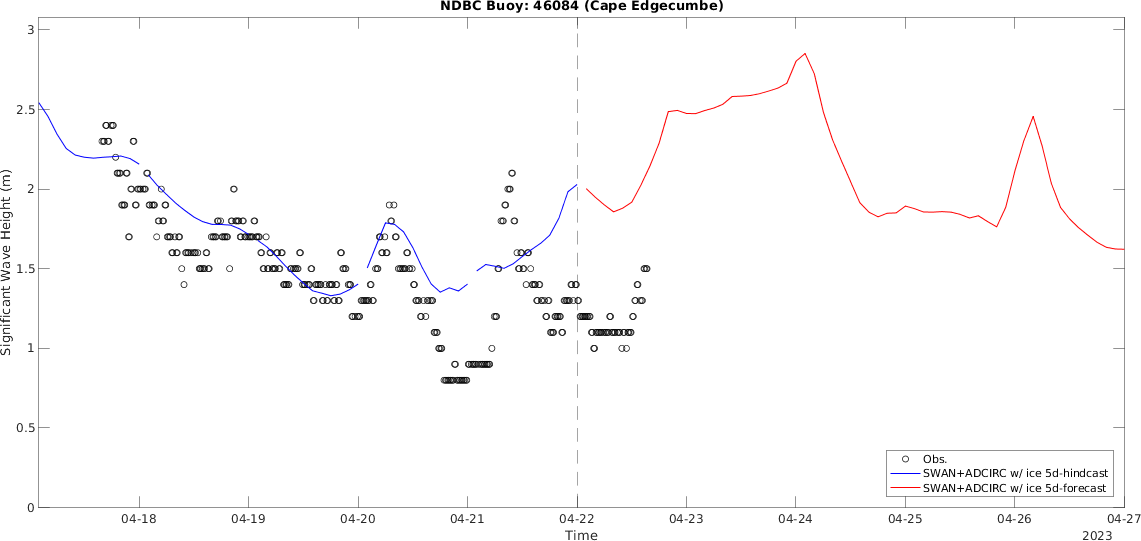 NDBC Buoy: 46084 (Cape Edgecumbe)
Significant Wave Height (m)
3
2.5
2
1.5
1
0.5
0
Obs.
SWAN+ADCIRC w/ ice 5d-hindcast
SWAN+ADCIRC w/ ice 5d-forecast
04-18 04-19 04-20 04-21 04-22 04-23 04-24 04-25 04-26 04-27
Time 2023